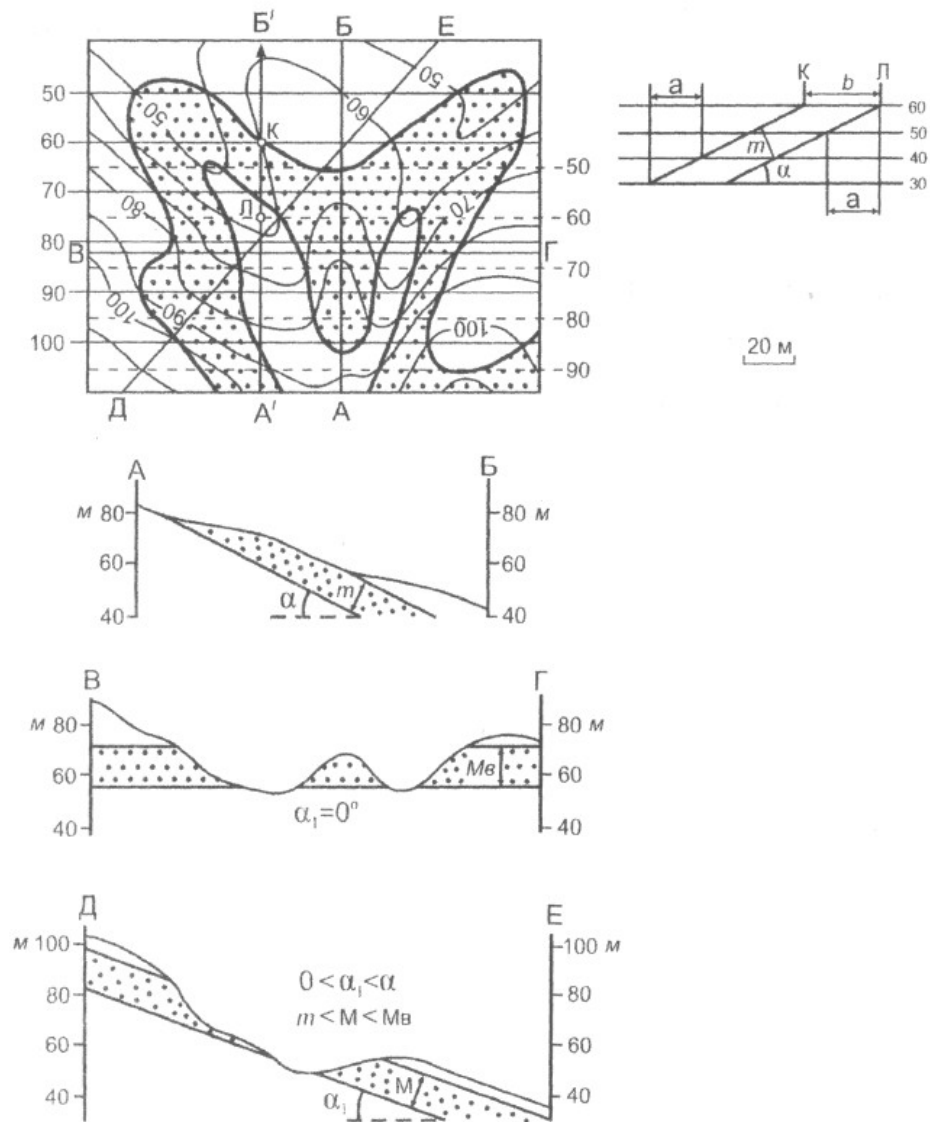 Б' Б Е
50
60
70
80
90
100
В
Г
-50
-60
-70
-80
-90
50
50
60
80
70
100
90
100
К
Л
Д А' А
К Л
a b
60
50
40
30
m
α
a
20 м
А Б
м 80 80 м
60 60
40 40
α m
В Г
м 80 80 м
60 60
40 40
Мв
α₁=0°
Д Е
м 100 100 м
80 80
60 60
40 40
0 < α₁ < α
m < М < Мв
М
α₁